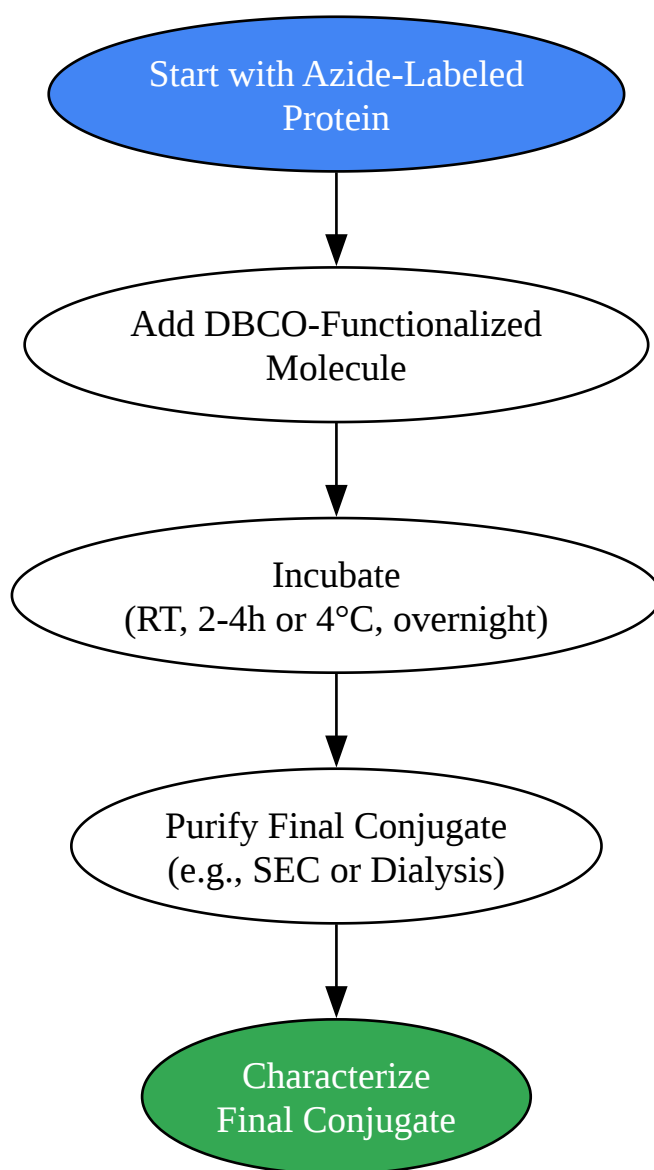 Start with Azide-Labeled
Protein
Add DBCO-Functionalized
Molecule
Incubate
(RT, 2-4h or 4°C, overnight)
Purify Final Conjugate
(e.g., SEC or Dialysis)
Characterize
Final Conjugate